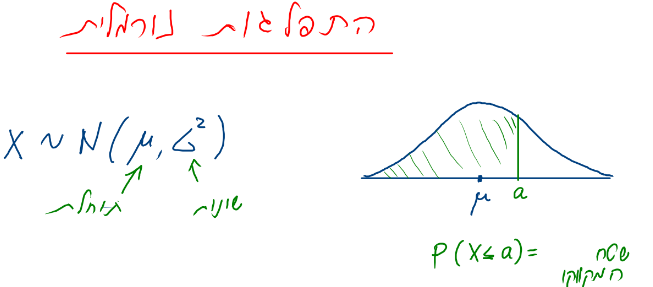 התפלגות נורמלית
X ~ N(μ, σ²)
תוחלת
שונות
μ
a
P(X ≤ a) = שטח
המקווקו